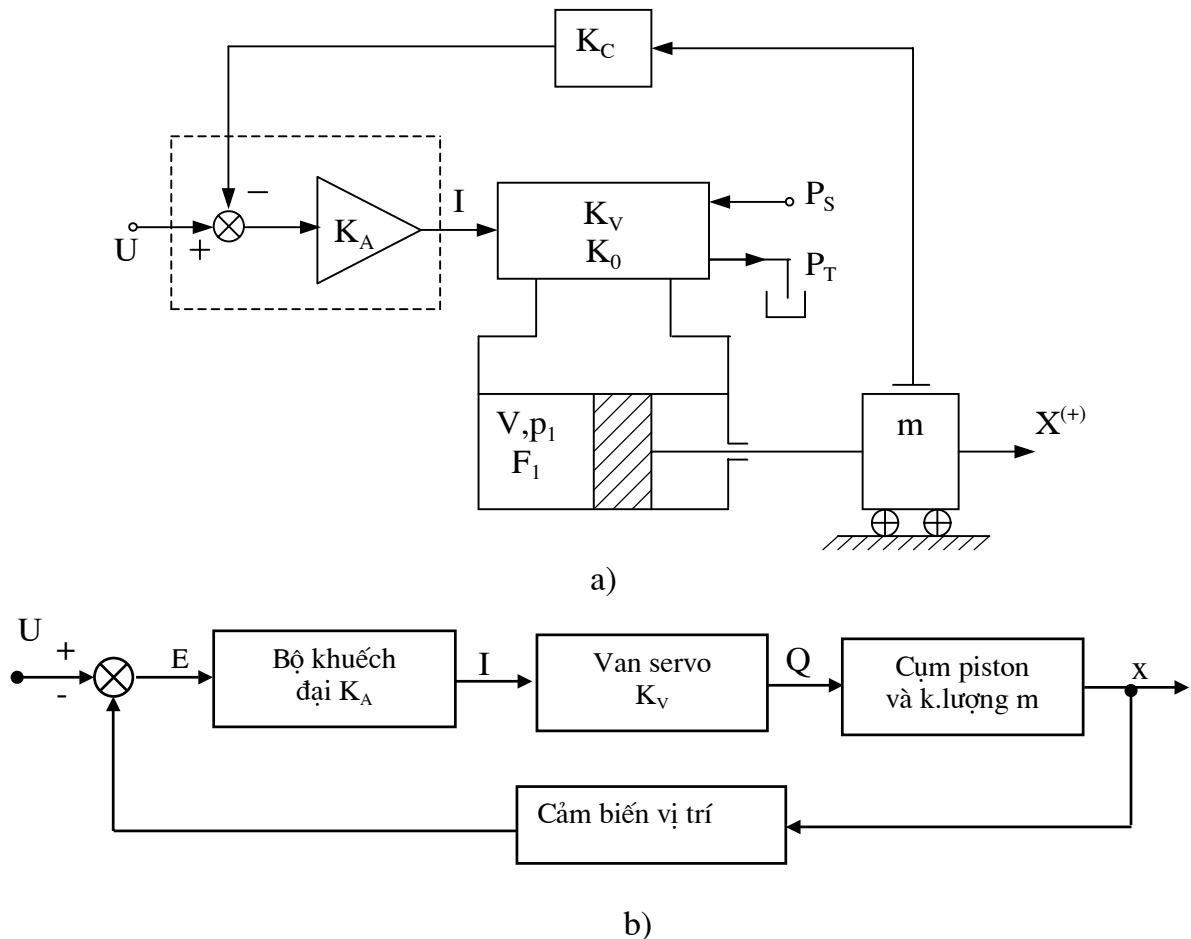 K_C
−
I
P_S
K_V
K_A
U
+
K_0
P_T
V,p_1
m
X^(+)
F_1
a)
U
+
E
Bộ khuếch
đại K_A
I
Van servo
K_V
Q
Cụm piston
và k.lượng m
x
-
Cảm biến vị trí
b)